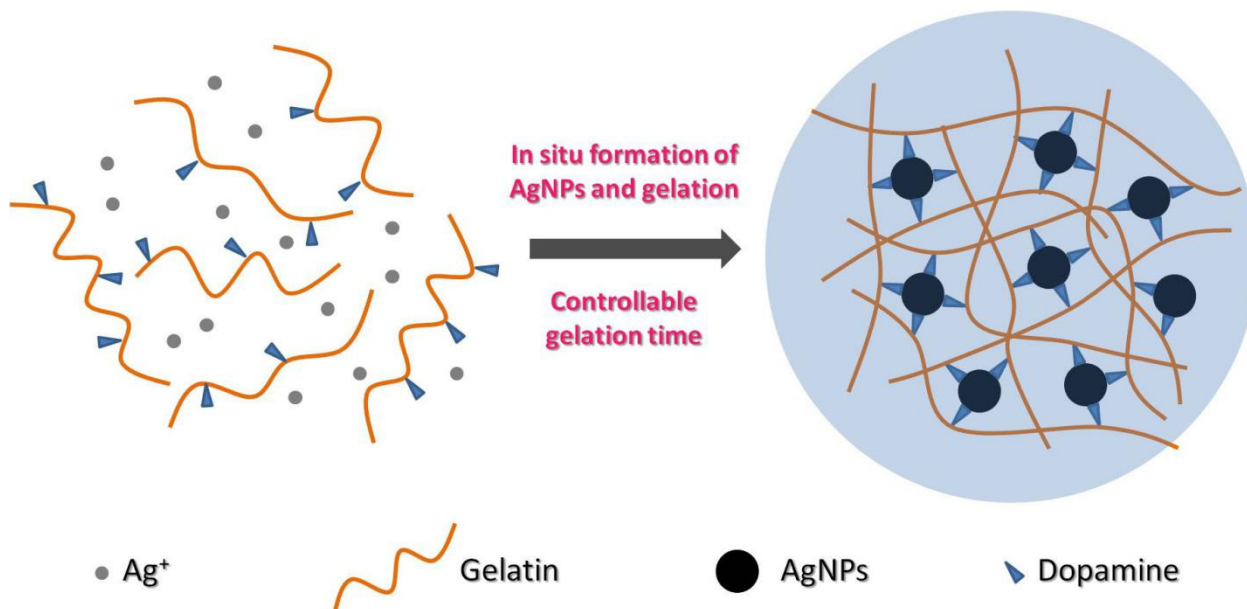 In situ formation of
AgNPs and gelation
Controllable
gelation time
Ag⁺
Gelatin
AgNPs
Dopamine